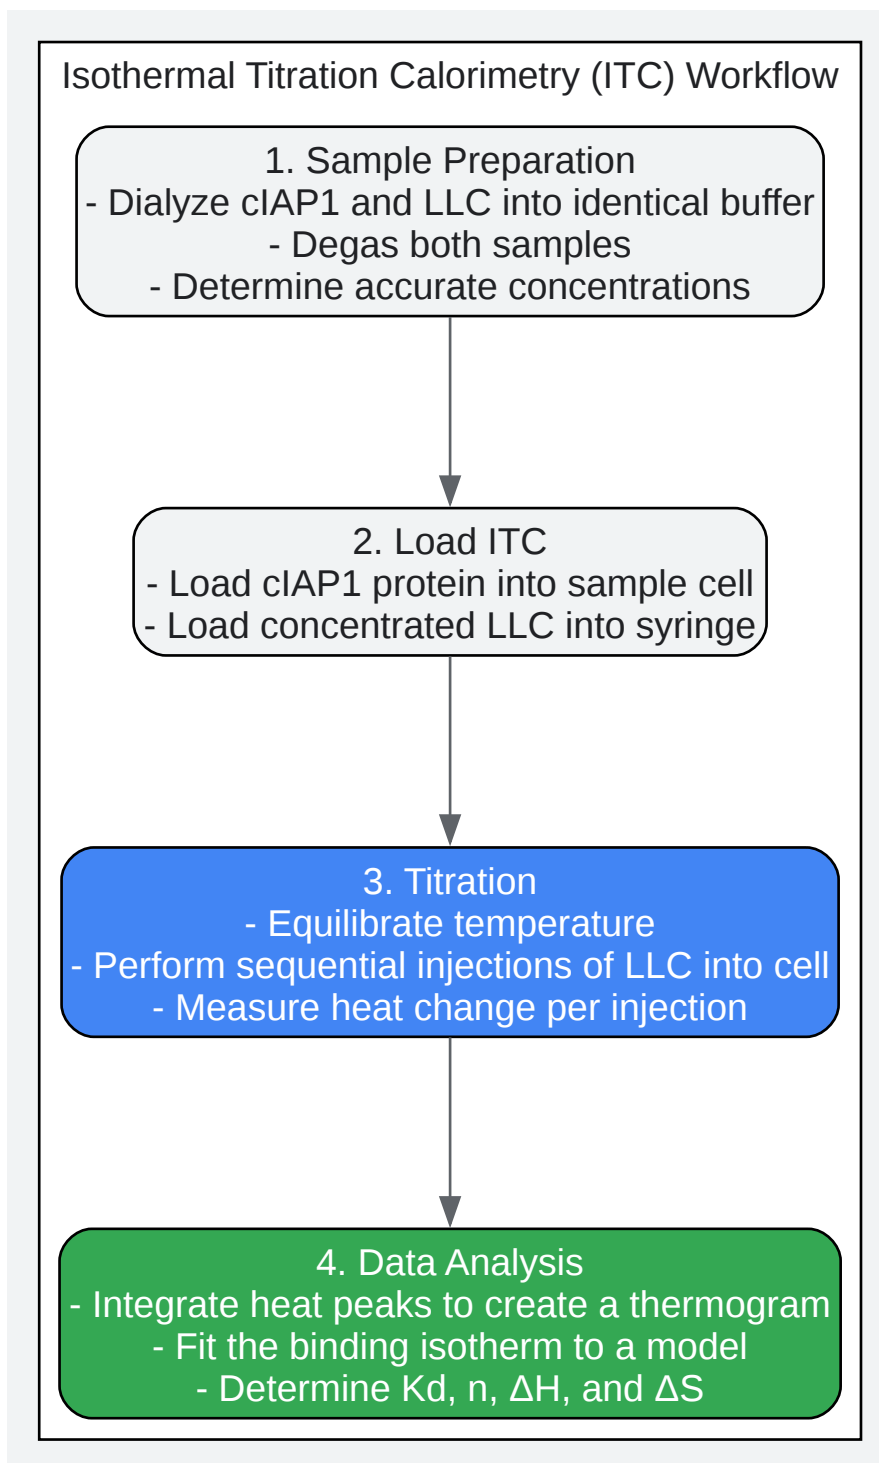 Isothermal Titration Calorimetry (ITC) Workflow
1. Sample Preparation
- Dialyze cIAP1 and LLC into identical buffer
- Degas both samples
- Determine accurate concentrations
2. Load ITC
- Load cIAP1 protein into sample cell
- Load concentrated LLC into syringe
3. Titration
- Equilibrate temperature
- Perform sequential injections of LLC into cell
- Measure heat change per injection
4. Data Analysis
- Integrate heat peaks to create a thermogram
- Fit the binding isotherm to a model
- Determine Kd, n, ΔH, and ΔS